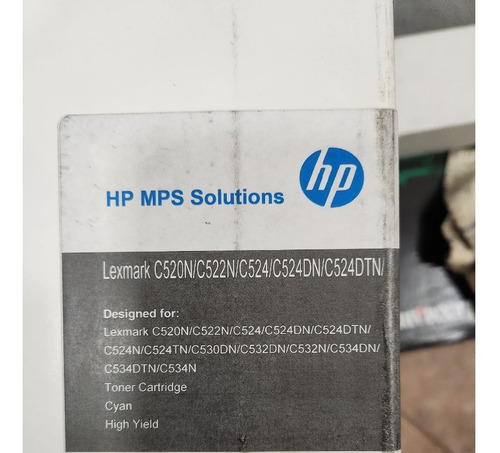 hp
HP MPS Solutions
Lexmark C520N/C522N/C524/C524DN/C524DTN/
Designed for:
Lexmark C520N/C522N/C524/C524DN/C524DTN/
C524N/C524TN/C530DN/C532DN/C532N/C534DN/
C534DTN/C534N
Toner Cartridge
Cyan
High Yield